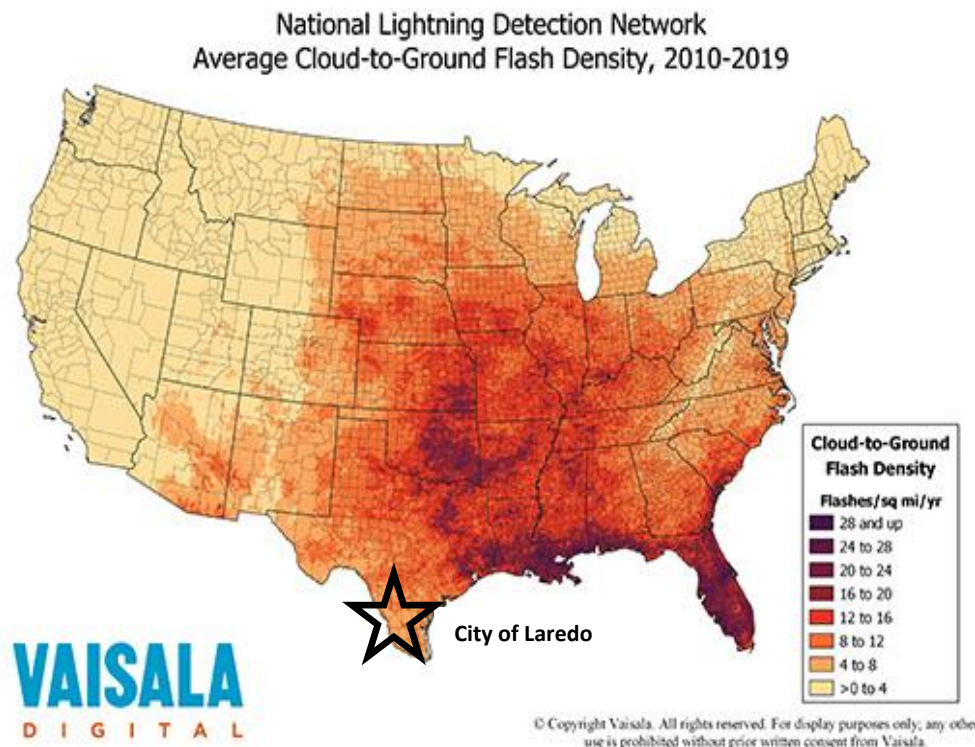 National Lightning Detection Network
Average Cloud-to-Ground Flash Density, 2010-2019
Cloud-to-Ground
Flash Density
Flashes/sq mi/yr
28 and up
24 to 28
20 to 24
16 to 20
12 to 16
8 to 12
4 to 8
>0 to 4
City of Laredo
VAISALA
DIGITAL
© Copyright Vaisala. All rights reserved. For display purposes only; any othe
use is prohibited without prior written consent from Vaisala.